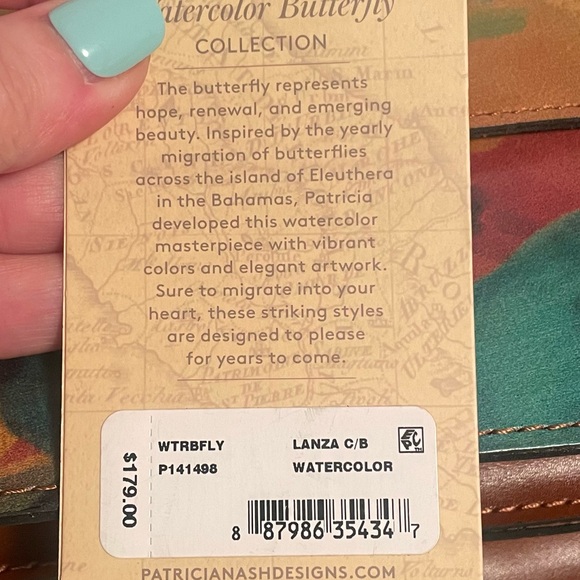 Watercolor Butterfly
COLLECTION
The butterfly represents
hope, renewal, and emerging
beauty. Inspired by the yearly
migration of butterflies
across the island of Eleuthera
in the Bahamas, Patricia
developed this watercolor
masterpiece with vibrant
colors and elegant artwork.
Sure to migrate into your
heart, these striking styles
are designed to please
for years to come.
$179.00
WTRBFLY LANZA C/B
P141498 WATERCOLOR
8 87986 35434 7
PATRICIANASHDESIGNS.COM